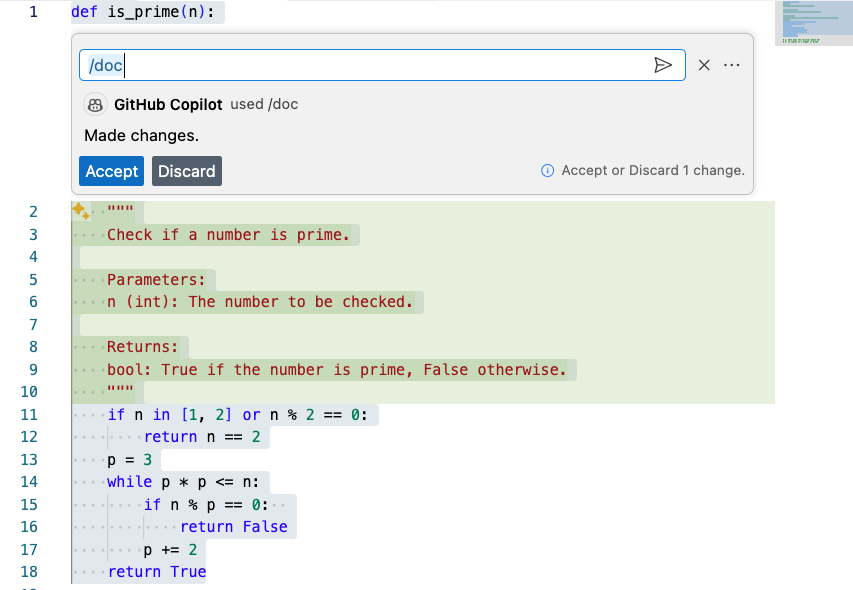 1 def is_prime(n):
/doc
GitHub Copilot used /doc
Made changes.
Accept Discard Accept or Discard 1 change.
2 """
3 Check if a number is prime.
4
5 Parameters:
6 n (int): The number to be checked.
7
8 Returns:
9 bool: True if the number is prime, False otherwise.
10 """
11 if n in [1, 2] or n % 2 == 0:
12 return n == 2
13 p = 3
14 while p * p <= n:
15 if n % p == 0:
16 return False
17 p += 2
18 return True